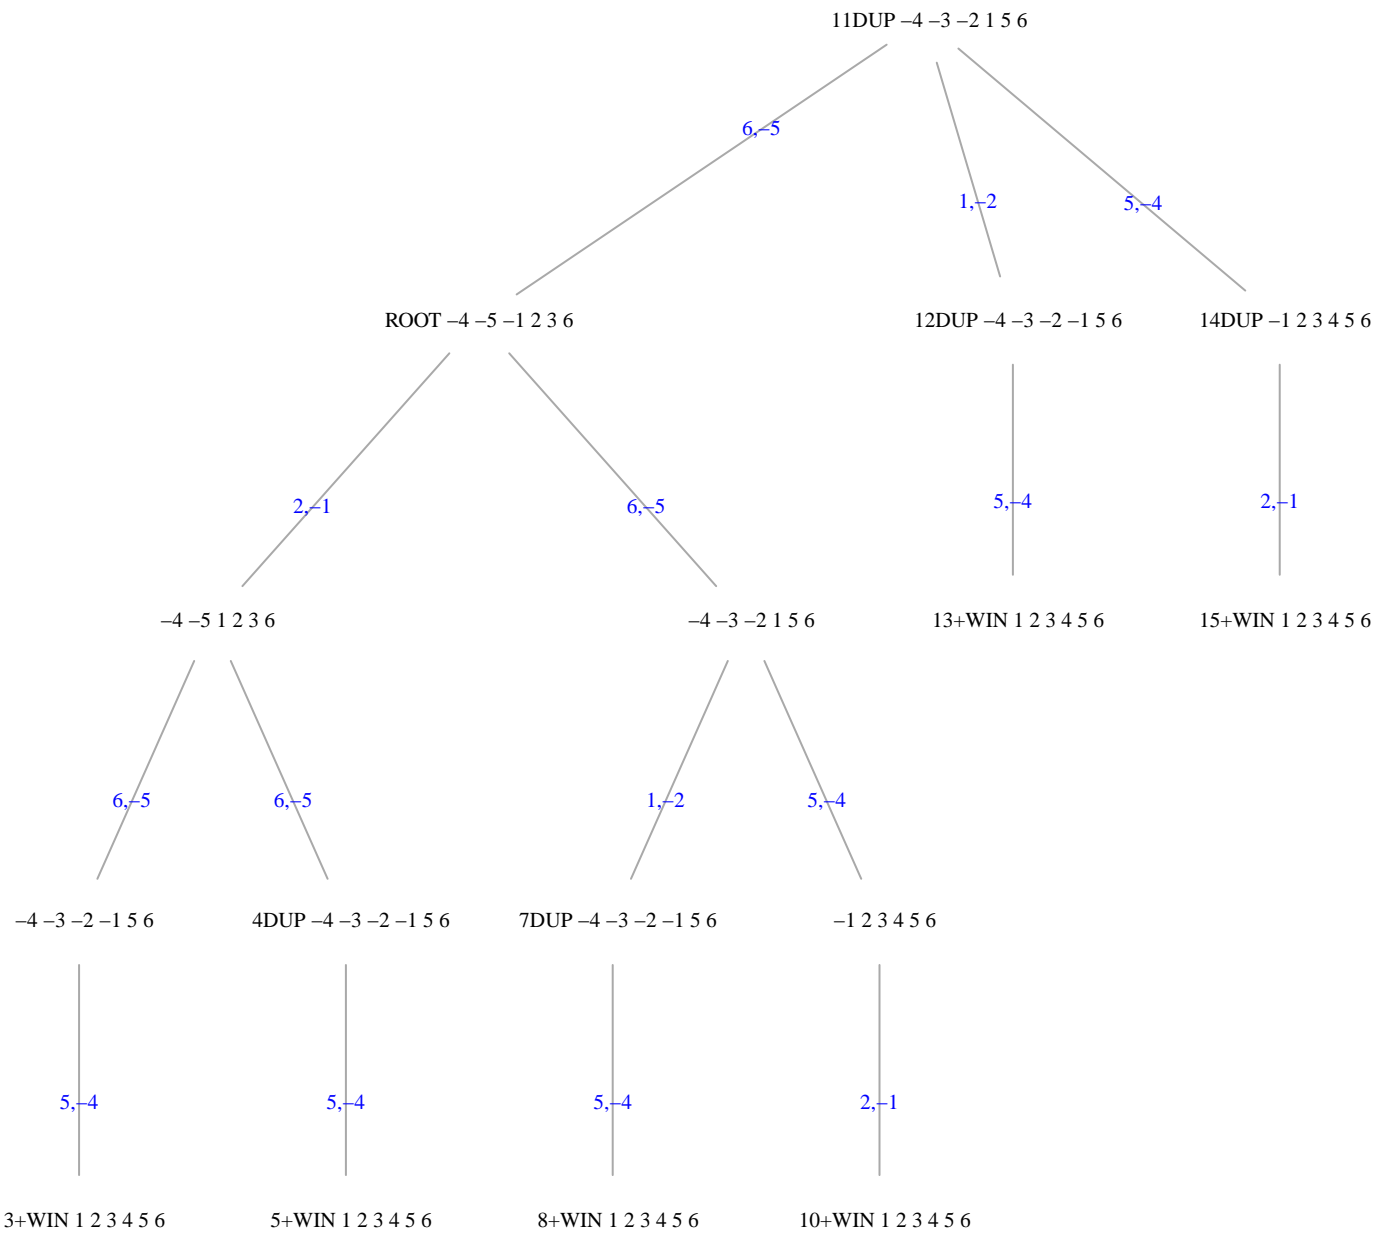 11DUP –4 –3 –2 1 5 6
6,–5
1,–2
5,–4
ROOT –4 –5 –1 2 3 6
12DUP –4 –3 –2 –1 5 6
14DUP –1 2 3 4 5 6
2,–1
6,–5
5,–4
2,–1
–4 –5 1 2 3 6
–4 –3 –2 1 5 6
13+WIN 1 2 3 4 5 6
15+WIN 1 2 3 4 5 6
6,–5
6,–5
1,–2
5,–4
–4 –3 –2 –1 5 6
4DUP –4 –3 –2 –1 5 6
7DUP –4 –3 –2 –1 5 6
–1 2 3 4 5 6
5,–4
5,–4
5,–4
2,–1
3+WIN 1 2 3 4 5 6
5+WIN 1 2 3 4 5 6
8+WIN 1 2 3 4 5 6
10+WIN 1 2 3 4 5 6